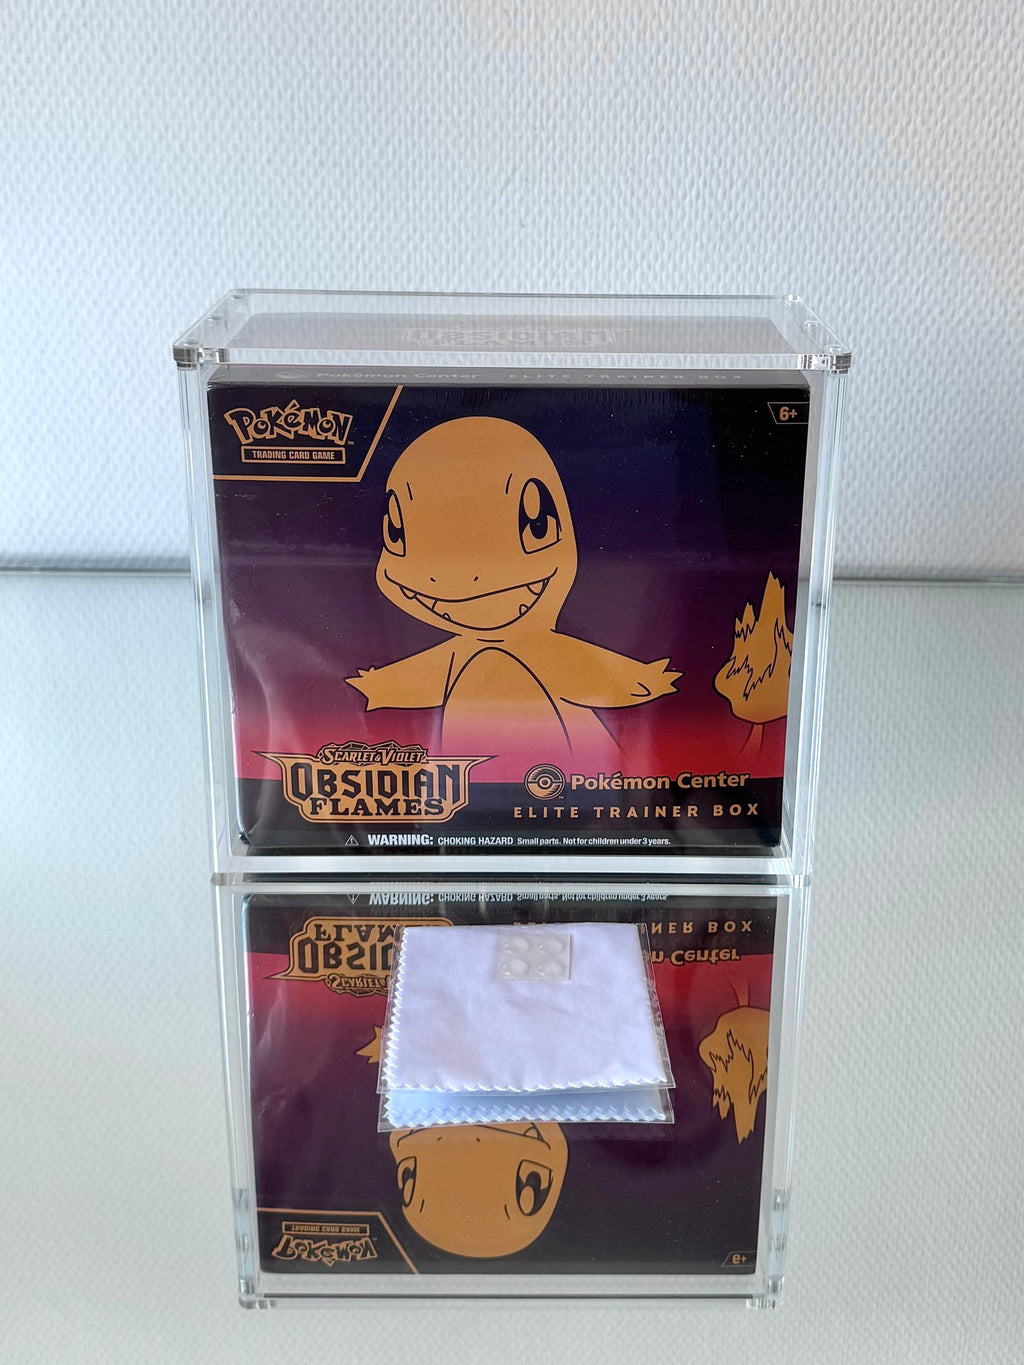 OBSIDIAN
Pokémon Center ELITE TRAINER BOX
POKéMON
TRADING CARD GAME
6+
SCARLET & VIOLET
OBSIDIAN
FLAMES
Pokémon Center
ELITE TRAINER BOX
WARNING: CHOKING HAZARD Small parts. Not for children under 3 years.